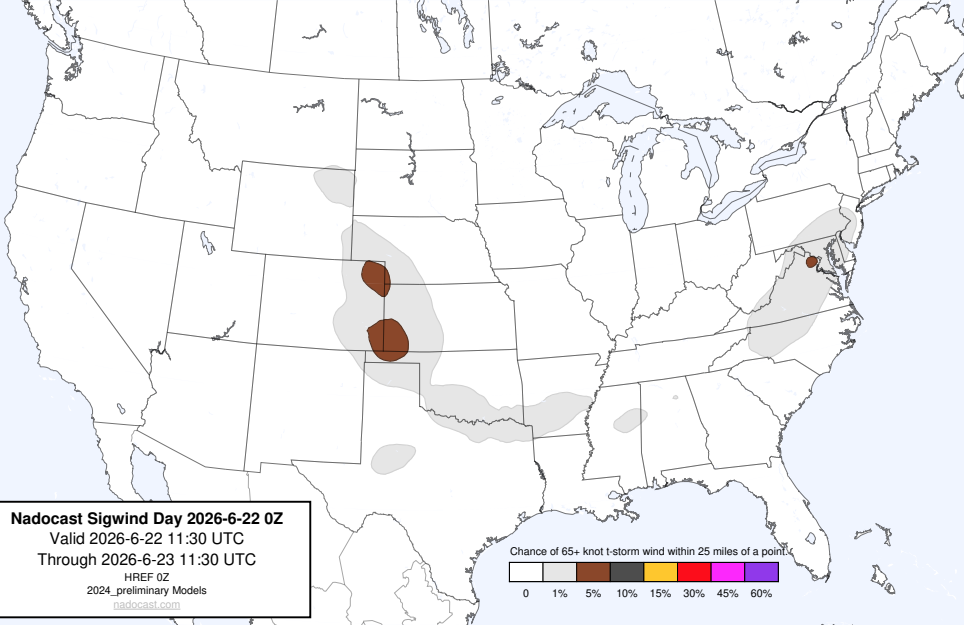 Nadocast Sigwind Day 2026-6-22 0Z
Valid 2026-6-22 11:30 UTC
Through 2026-6-23 11:30 UTC
HREF 0Z
2024_preliminary Models
nadocast.com
Chance of 65+ knot t-storm wind within 25 miles of a point.
0 1% 5% 10% 15% 30% 45% 60%